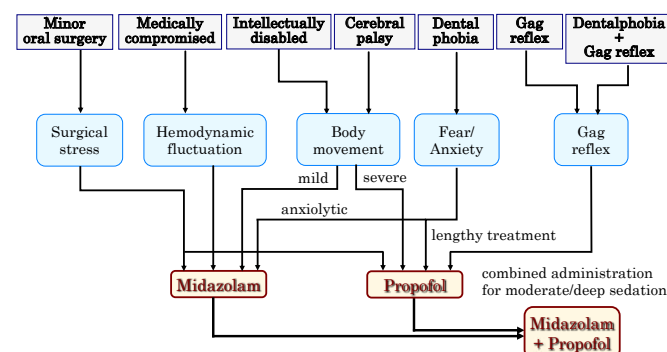 Minor
oral surgery
Medically
compromised
Intellectually
disabled
Cerebral
palsy
Dental
phobia
Gag
reflex
Dentalphobia
+
Gag reflex
Surgical
stress
Hemodynamic
fluctuation
Body
movement
Fear/
Anxiety
Gag
reflex
mild
severe
anxiolytic
lengthy treatment
Midazolam
Propofol
combined administration
for moderate/deep sedation
Midazolam
+ Propofol